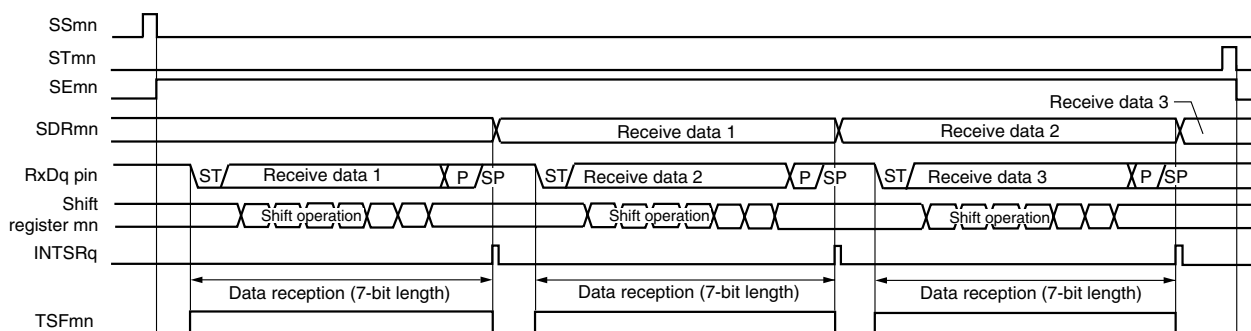 SSmn
STmn
SEmn
Receive data 3
SDRmn
Receive data 1
Receive data 2
RxDq pin
ST
Receive data 1
P
SP
ST
Receive data 2
P
SP
ST
Receive data 3
P
SP
Shift
register mn
Shift operation
Shift operation
Shift operation
INTSRq
Data reception (7-bit length)
Data reception (7-bit length)
Data reception (7-bit length)
TSFmn